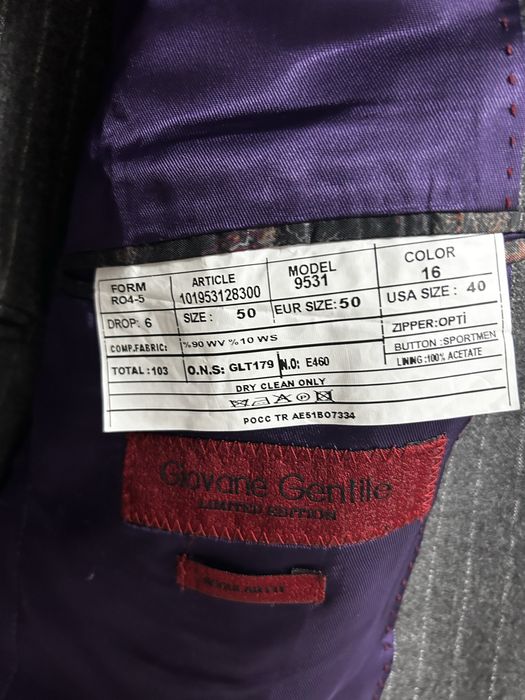 FORM RO4-5 ARTICLE 101953128300 MODEL 9531 COLOR 16
DROP: 6 SIZE : 50 EUR SIZE: 50 USA SIZE : 40
COMP.FABRIC: %90 WV %10 WS ZIPPER:OPTİ
BUTTON :SPORTMEN
TOTAL :103 O.N.S: GLT179 N.O: E460 LINING :100% ACETATE
DRY CLEAN ONLY
POCC TR AE51BO7334
Giovane Gentile
LIMITED EDITION